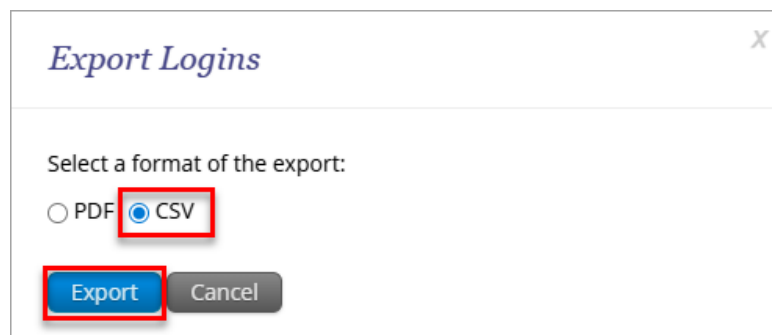 Export Logins
X
Select a format of the export:
PDF CSV
Export Cancel